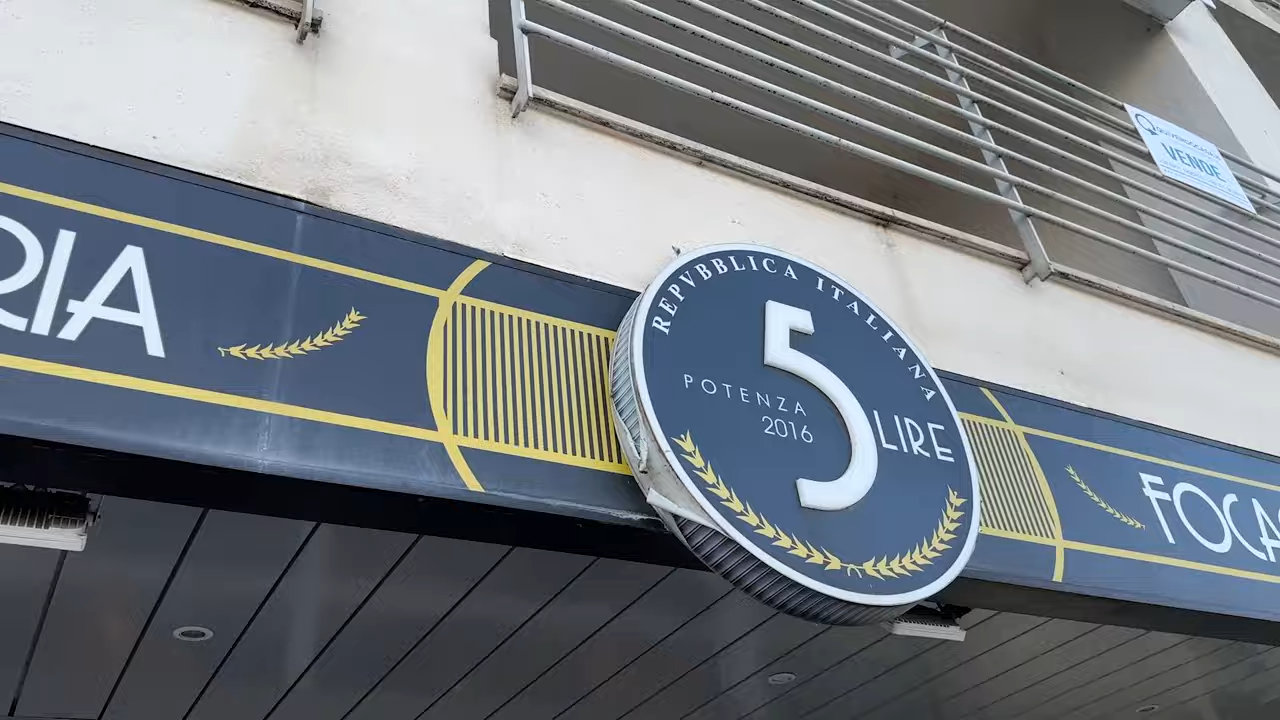 VENDE
RIA
REPVBBLICA ITALIANA
POTENZA
2016
5
LIRE
FOCA